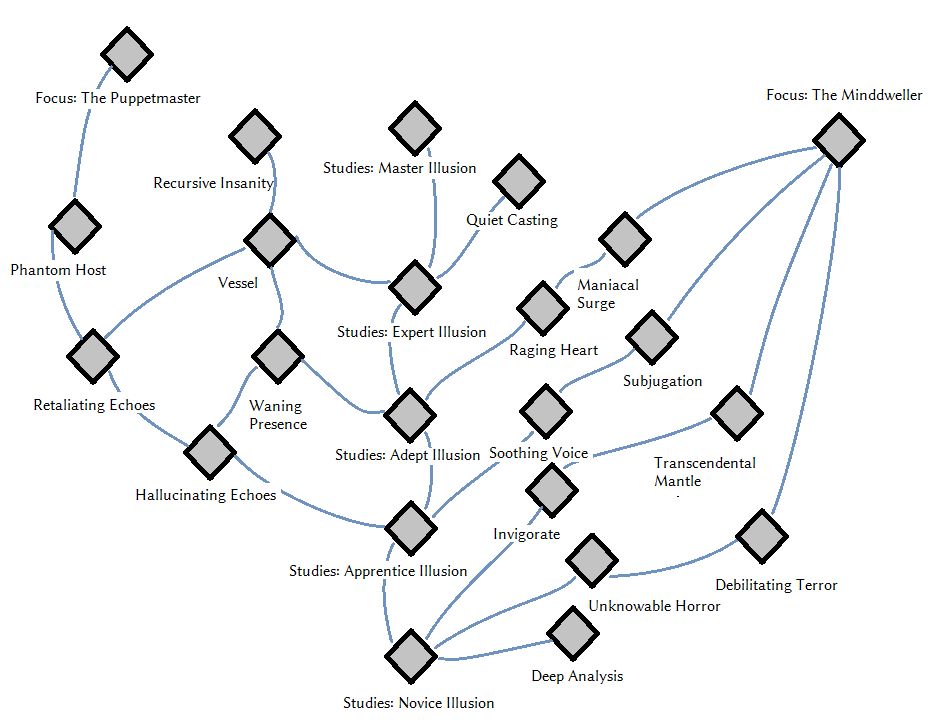 Focus: The Minddweller
Focus: The Puppetmaster
Studies: Master Illusion
Recursive Insanity
Quiet Casting
Phantom Host
Vessel
Maniacal
Surge
Studies: Expert Illusion
Raging Heart
Subjugation
Retaliating Echoes
Waning
Presence
Studies: Adept Illusion
Soothing Voice
Transcendental
Mantle
Hallucinating Echoes
Invigorate
Studies: Apprentice Illusion
Debilitating Terror
Unknowable Horror
Deep Analysis
Studies: Novice Illusion